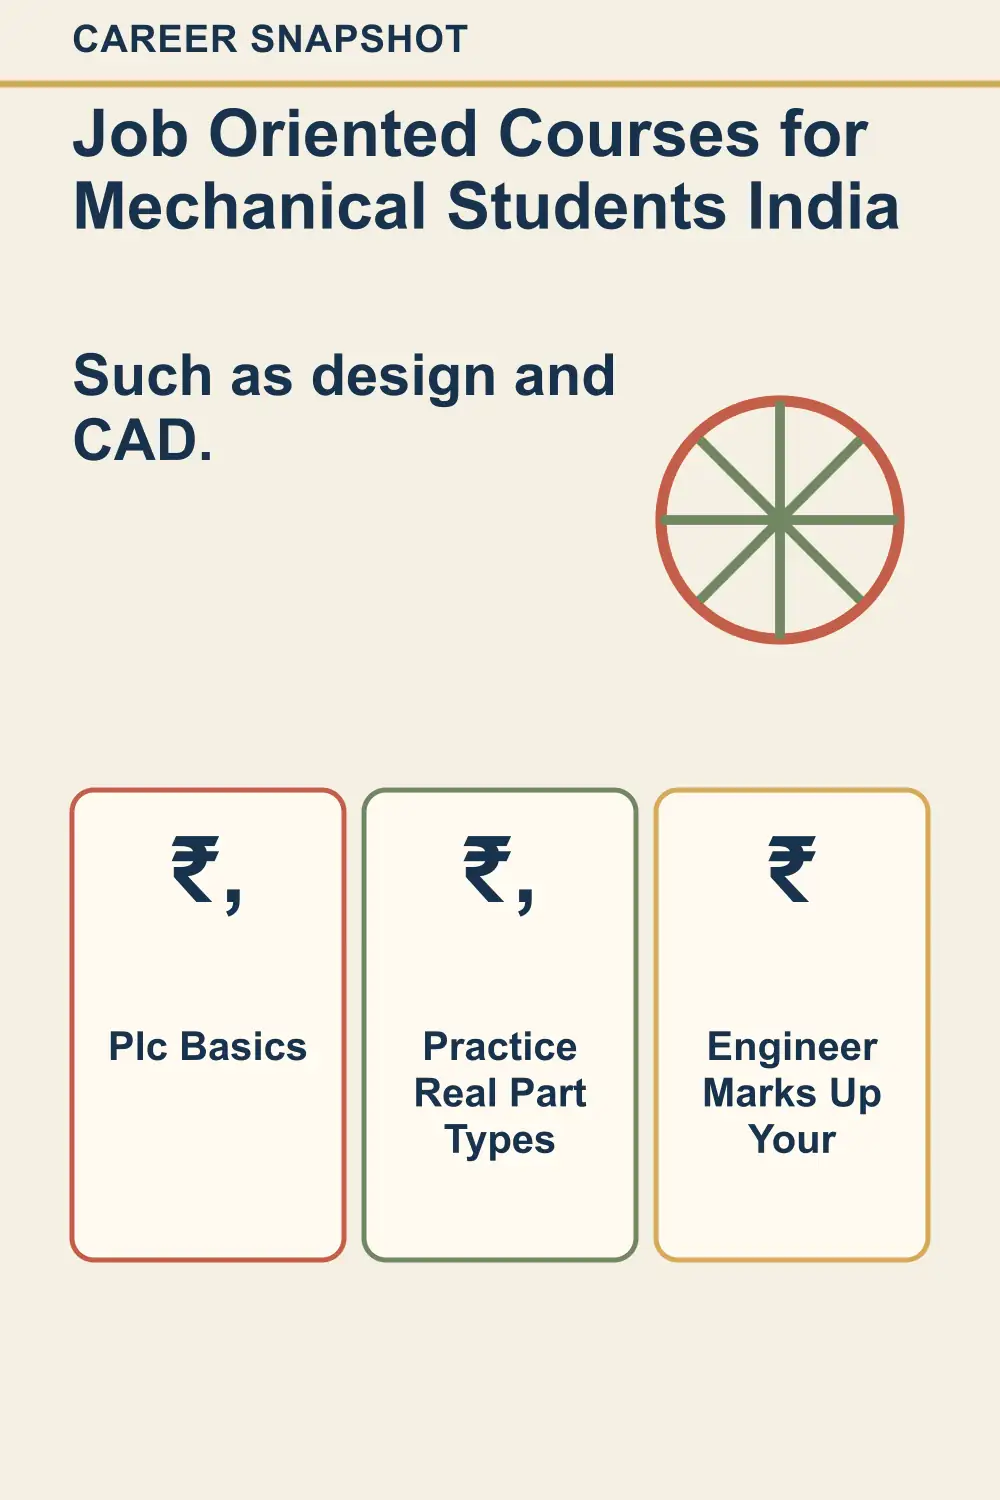 CAREER SNAPSHOT
Job Oriented Courses for
Mechanical Students India
Such as design and
CAD.
₹,
Plc Basics
₹,
Practice
Real Part
Types
₹
Engineer
Marks Up
Your